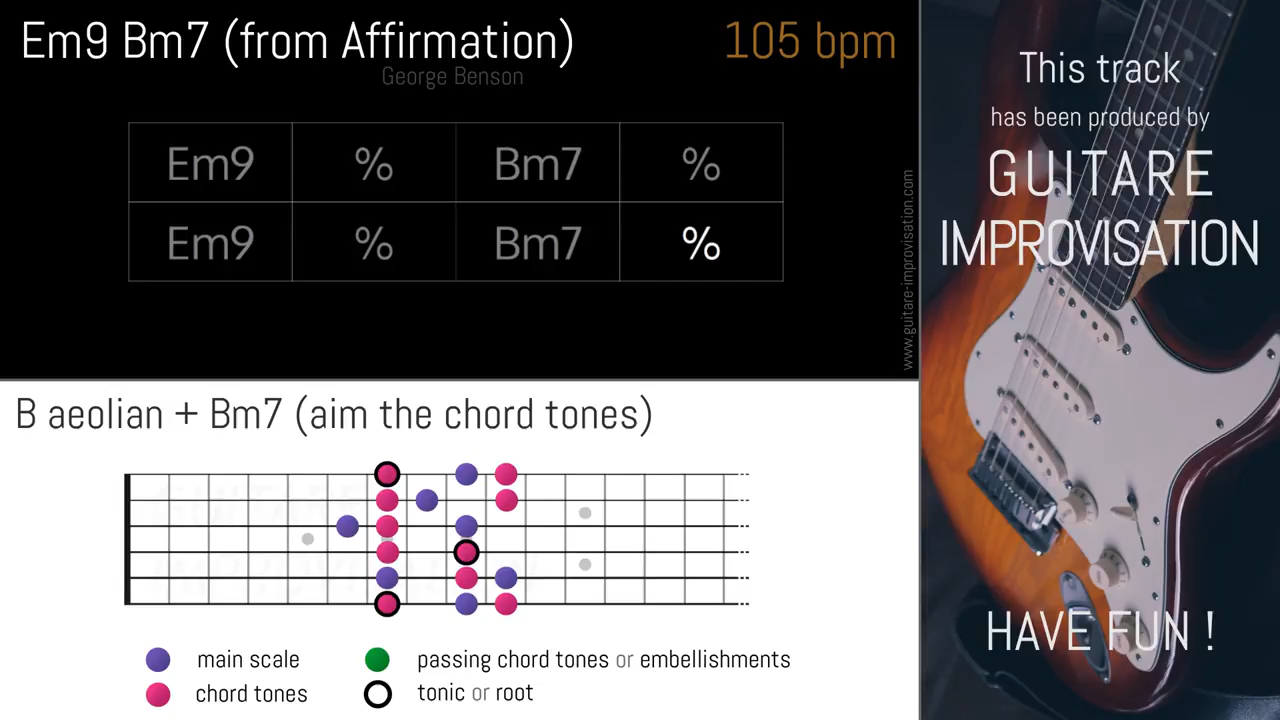 Em9 Bm7 (from Affirmation)
105 bpm
George Benson
Em9 % Bm7 %
Em9 % Bm7 %
www.guitare-improvisation.com
This track
has been produced by
GUITARE
IMPROVISATION
HAVE FUN !
B aeolian + Bm7 (aim the chord tones)
main scale
passing chord tones or embellishments
chord tones
tonic or root